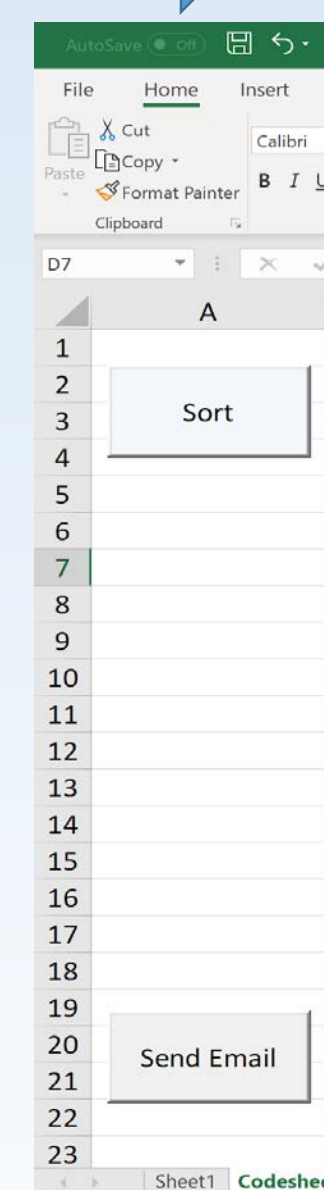 AutoSave Off
File Home Insert
Cut
Calibri
Copy
Paste
B I U
Format Painter
Clipboard
D7
A
1
2
3
Sort
4
5
6
7
8
9
10
11
12
13
14
15
16
17
18
19
20
Send Email
21
22
23
Sheet1 Codeshee